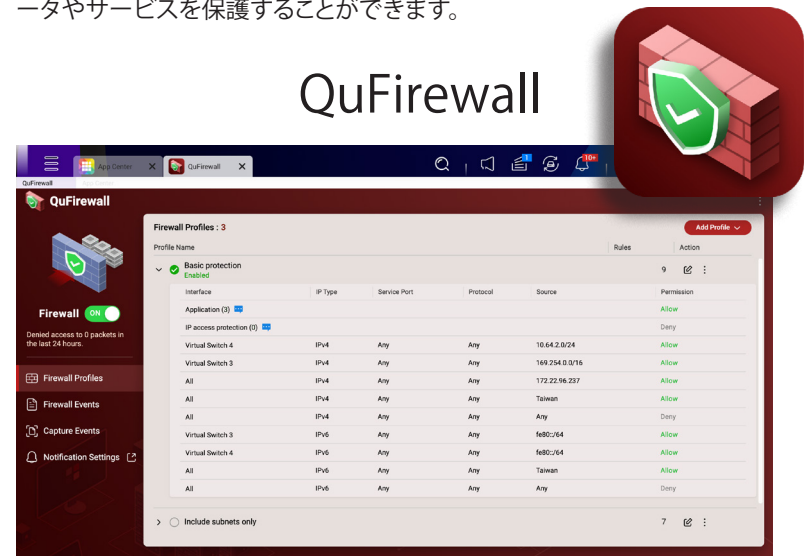 ータやサービスを保護することができます。
QuFirewall
App Center
QuFirewall
1
10+
QuFirewall
QuFirewall
Firewall ON
Denied access to 0 packets in
the last 24 hours.
Firewall Profiles
Firewall Events
Capture Events
Notification Settings
Firewall Profiles : 3
Add Profile
Profile Name Rules Action
Basic protection 9
Enabled
Interface IP Type Service Port Protocol Source Permission
Application (3) Allow
IP access protection (0) Deny
Virtual Switch 4 IPv4 Any Any 10.64.2.0/24 Allow
Virtual Switch 3 IPv4 Any Any 169.254.0.0/16 Allow
All IPv4 Any Any 172.22.96.237 Allow
All IPv4 Any Any Taiwan Allow
All IPv4 Any Any Any Deny
Virtual Switch 3 IPv6 Any Any fe80::/64 Allow
Virtual Switch 4 IPv6 Any Any fe80::/64 Allow
All IPv6 Any Any Taiwan Allow
All IPv6 Any Any Any Deny
Include subnets only 7